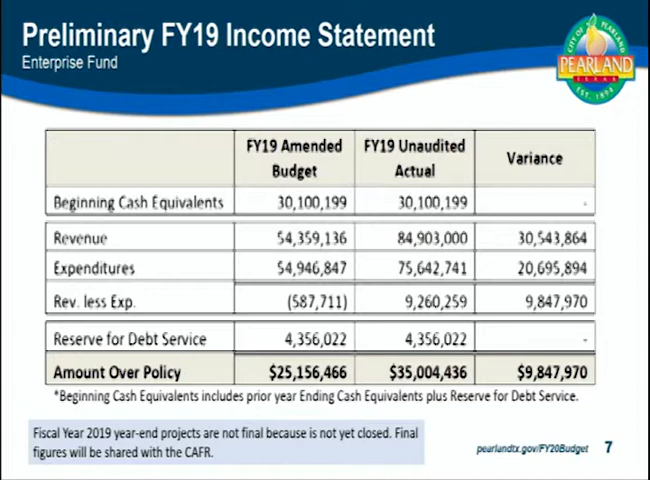 Preliminary FY19 Income Statement
Enterprise Fund
CITY OF PEARLAND
PEARLAND
TEXAS
EST. 1894
FY19 Amended Budget FY19 Unaudited Actual Variance
Beginning Cash Equivalents 30,100,199 30,100,199 -
Revenue 54,359,136 84,903,000 30,543,864
Expenditures 54,946,847 75,642,741 20,695,894
Rev. less Exp. (587,711) 9,260,259 9,847,970
Reserve for Debt Service 4,356,022 4,356,022 -
Amount Over Policy $25,156,466 $35,004,436 $9,847,970
*Beginning Cash Equivalents includes prior year Ending Cash Equivalents plus Reserve for Debt Service.
Fiscal Year 2019 year-end projects are not final because is not yet closed. Final
figures will be shared with the CAFR.
pearlandtx.gov/FY20Budget 7